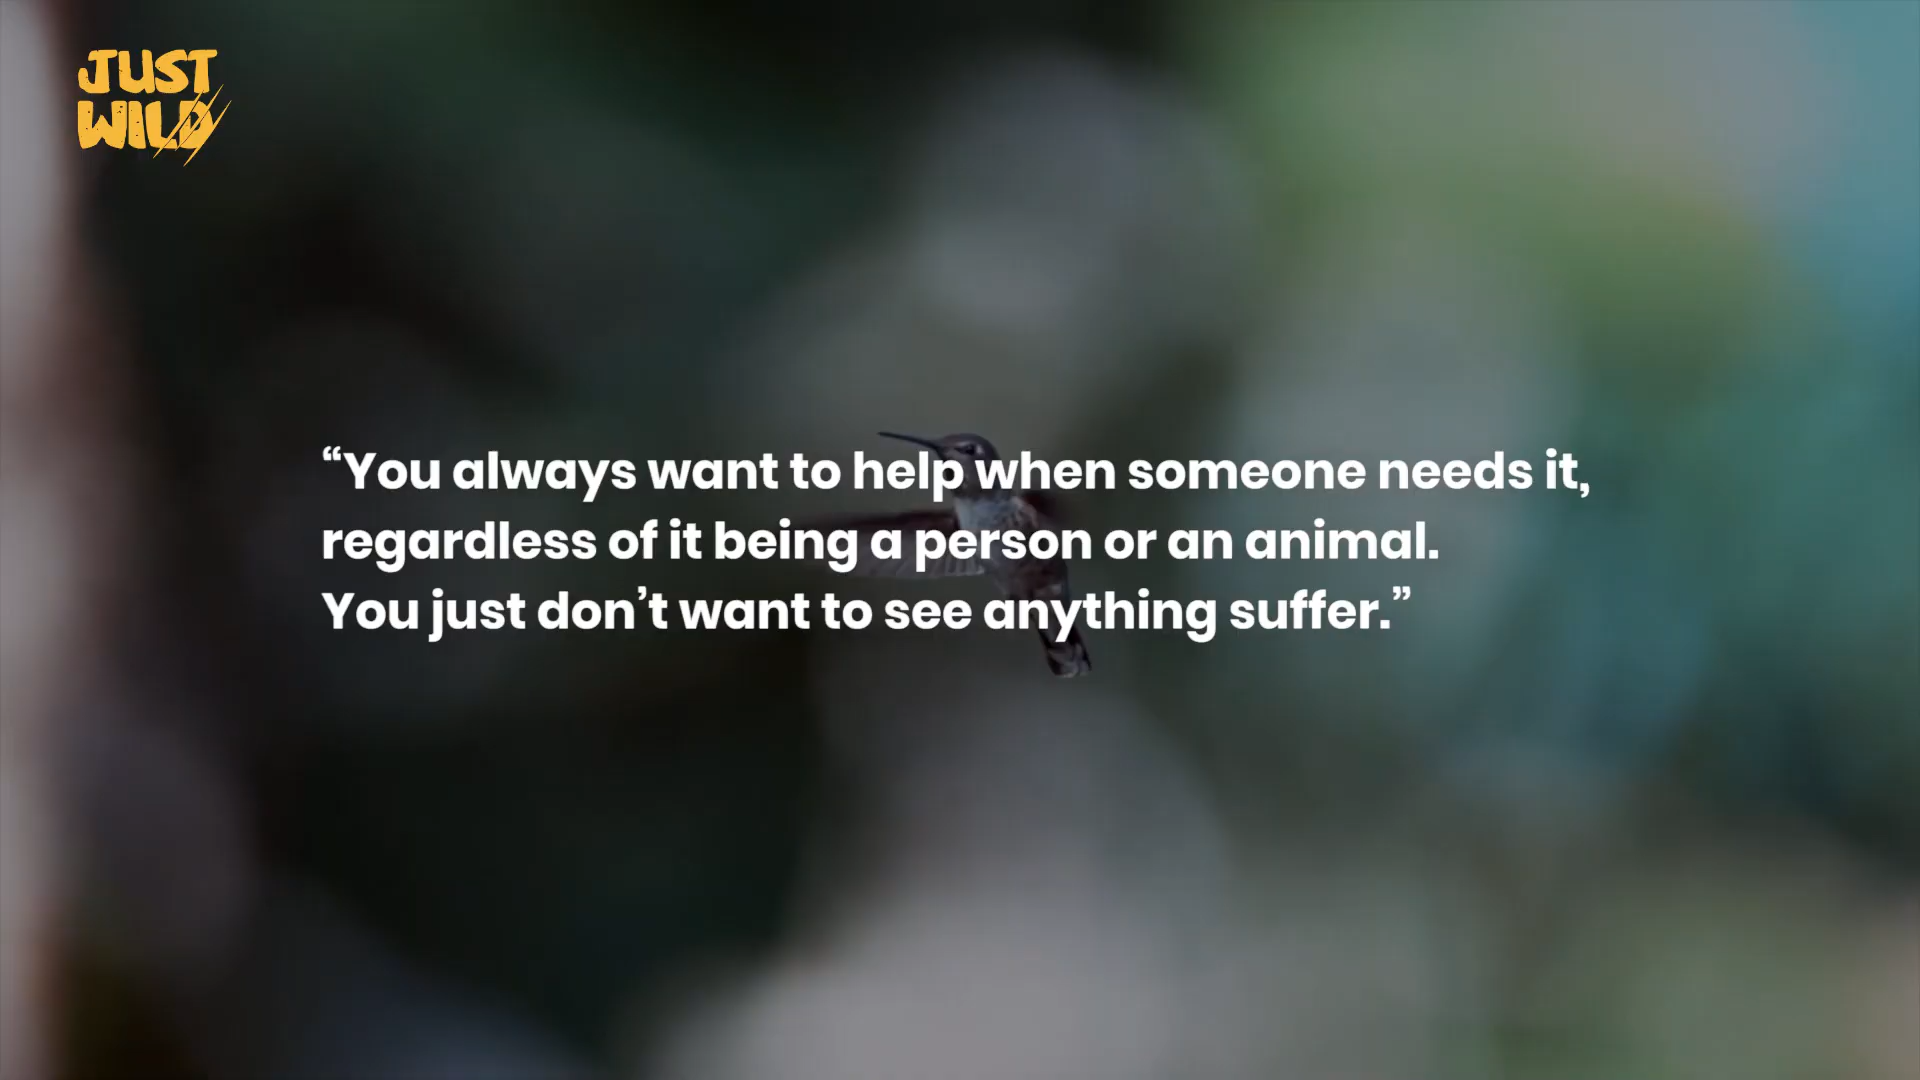 JUST
WILD
“You always want to help when someone needs it,
regardless of it being a person or an animal.
You just don’t want to see anything suffer.”